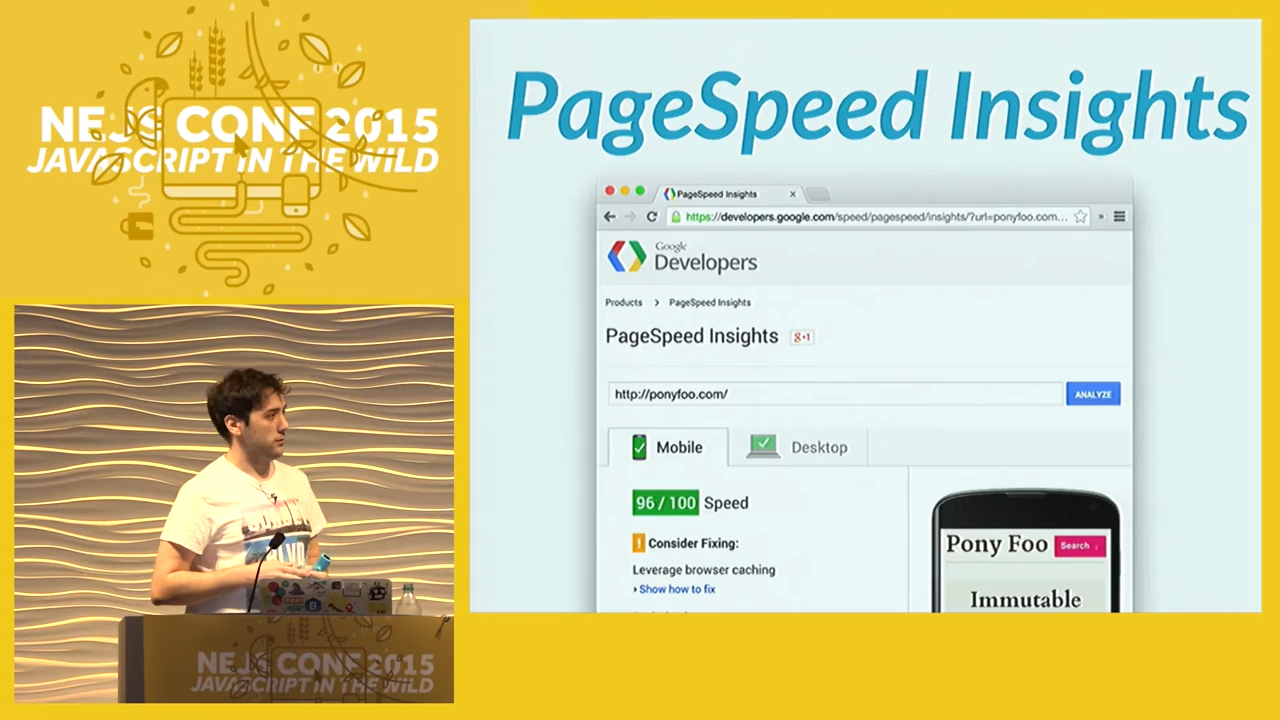 NEJS CONF 2015
JAVASCRIPT IN THE WILD
PageSpeed Insights
PageSpeed Insights
https://developers.google.com/speed/pagespeed/insights/?url=ponyfoo.com...
Google
Developers
Products > PageSpeed Insights
PageSpeed Insights
g+1
http://ponyfoo.com/
ANALYZE
Mobile
Desktop
96 / 100 Speed
! Consider Fixing:
Leverage browser caching
Show how to fix
Pony Foo
Search ↓
Immutable
NEJS CONF 2015
JAVASCRIPT IN THE WILD